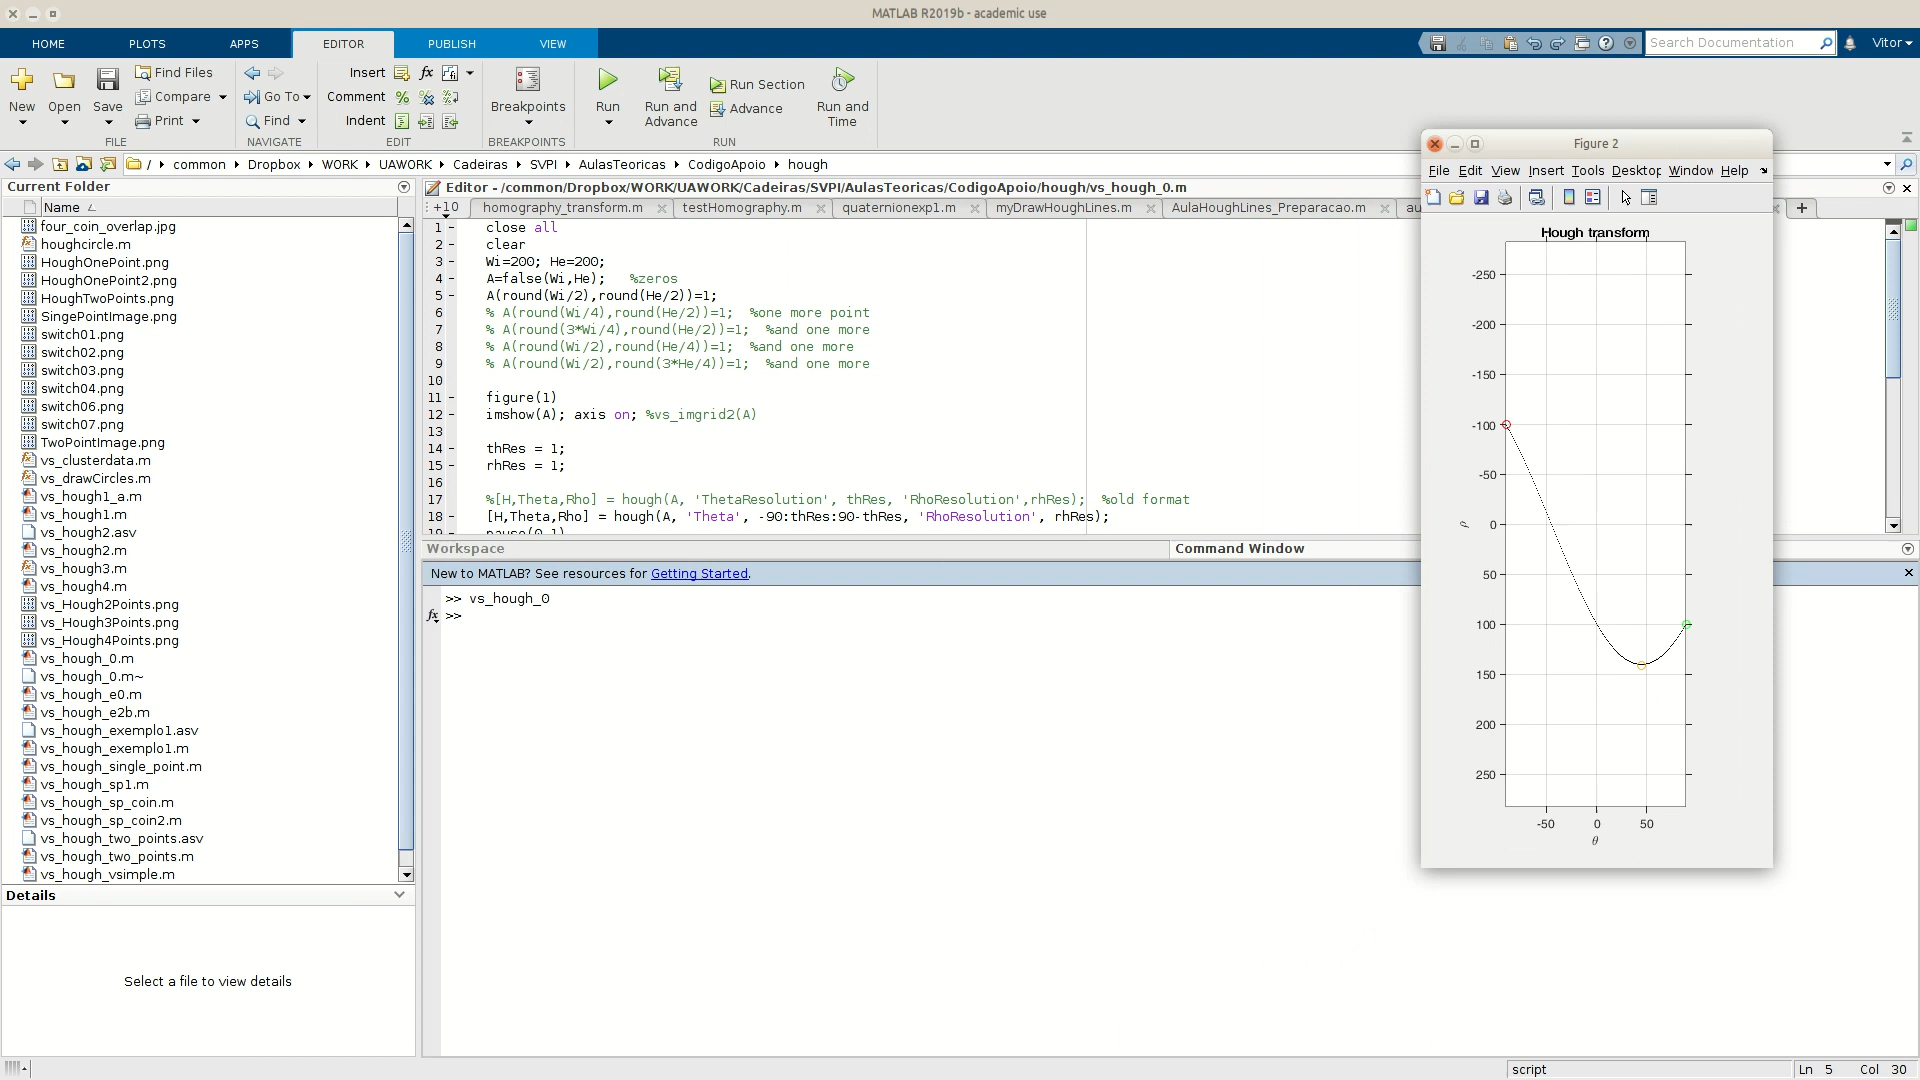 MATLAB R2019b - academic use
HOME PLOTS APPS EDITOR PUBLISH VIEW
Search Documentation
Vitor
New Open Save
Find Files
Compare
Print
FILE
Go To
Find
NAVIGATE
Insert fx
Comment
Indent
EDIT
Breakpoints
BREAKPOINTS
Run
Run and Advance
Run Section
Advance
Run and Time
RUN
/ common Dropbox WORK UAWORK Cadeiras SVPI AulasTeoricas CodigoApoio hough
Current Folder
Name
four_coin_overlap.jpg
houghcircle.m
HoughOnePoint.png
HoughOnePoint2.png
HoughTwoPoints.png
SingePointImage.png
switch01.png
switch02.png
switch03.png
switch04.png
switch06.png
switch07.png
TwoPointImage.png
vs_clusterdata.m
vs_drawCircles.m
vs_hough1_a.m
vs_hough1.m
vs_hough2.asv
vs_hough2.m
vs_hough3.m
vs_hough4.m
vs_Hough2Points.png
vs_Hough3Points.png
vs_Hough4Points.png
vs_hough_0.m
vs_hough_0.m~
vs_hough_e0.m
vs_hough_e2b.m
vs_hough_exemplo1.asv
vs_hough_exemplo1.m
vs_hough_single_point.m
vs_hough_sp1.m
vs_hough_sp_coin.m
vs_hough_sp_coin2.m
vs_hough_two_points.asv
vs_hough_two_points.m
vs_hough_vsimple.m
Details
Select a file to view details
Editor - /common/Dropbox/WORK/UAWORK/Cadeiras/SVPI/AulasTeoricas/CodigoApoio/hough/vs_hough_0.m
+10 homography_transform.m testHomography.m quaternionexp1.m myDrawHoughLines.m AulaHoughLines_Preparacao.m au
1 - close all
2 - clear
3 - Wi=200; He=200;
4 - A=false(Wi,He); %zeros
5 - A(round(Wi/2),round(He/2))=1;
6 % A(round(Wi/4),round(He/2))=1; %one more point
7 % A(round(3*Wi/4),round(He/2))=1; %and one more
8 % A(round(Wi/2),round(He/4))=1; %and one more
9 % A(round(Wi/2),round(3*He/4))=1; %and one more
10
11 - figure(1)
12 - imshow(A); axis on; %vs_imgrid2(A)
13
14 - thRes = 1;
15 - rhRes = 1;
16
17 %[H,Theta,Rho] = hough(A, 'ThetaResolution', thRes, 'RhoResolution',rhRes); %old format
18 - [H,Theta,Rho] = hough(A, 'Theta', -90:thRes:90-thRes, 'RhoResolution', rhRes);
19 - pause(0.1)
Workspace
Command Window
New to MATLAB? See resources for Getting Started.
>> vs_hough_0
fx >>
Figure 2
File Edit View Insert Tools Desktop Window Help
Hough transform
-250
-200
-150
-100
-50
ρ 0
50
100
150
200
250
-50 0 50
θ
script
Ln 5 Col 30